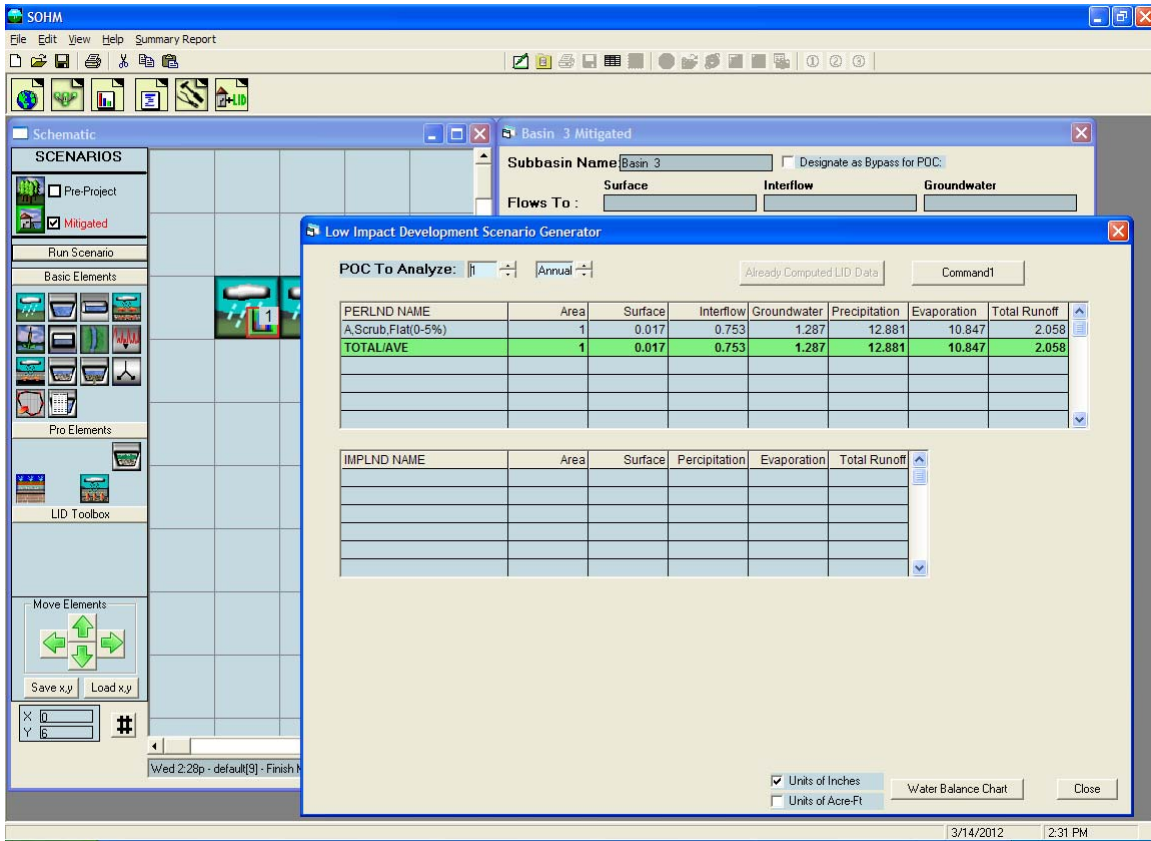 SOHM
File Edit View Help Summary Report
Schematic
SCENARIOS
Pre-Project
Mitigated
Run Scenario
Basic Elements
Pro Elements
LID Toolbox
Move Elements
Save x,y Load x,y
X 0
Y 6
#
1
Wed 2:28p - default[9] - Finish M
+LID
Basin 3 Mitigated
Subbasin Name: Basin 3 Designate as Bypass for POC:
Surface Interflow Groundwater
Flows To :
Low Impact Development Scenario Generator
POC To Analyze: 1 Annual Already Computed LID Data Command1
PERLND NAME Area Surface Interflow Groundwater Precipitation Evaporation Total Runoff
A,Scrub,Flat(0-5%) 1 0.017 0.753 1.287 12.881 10.847 2.058
TOTAL/AVE 1 0.017 0.753 1.287 12.881 10.847 2.058
IMPLND NAME Area Surface Percipitation Evaporation Total Runoff
Units of Inches
Units of Acre-Ft
Water Balance Chart Close
3/14/2012 2:31 PM